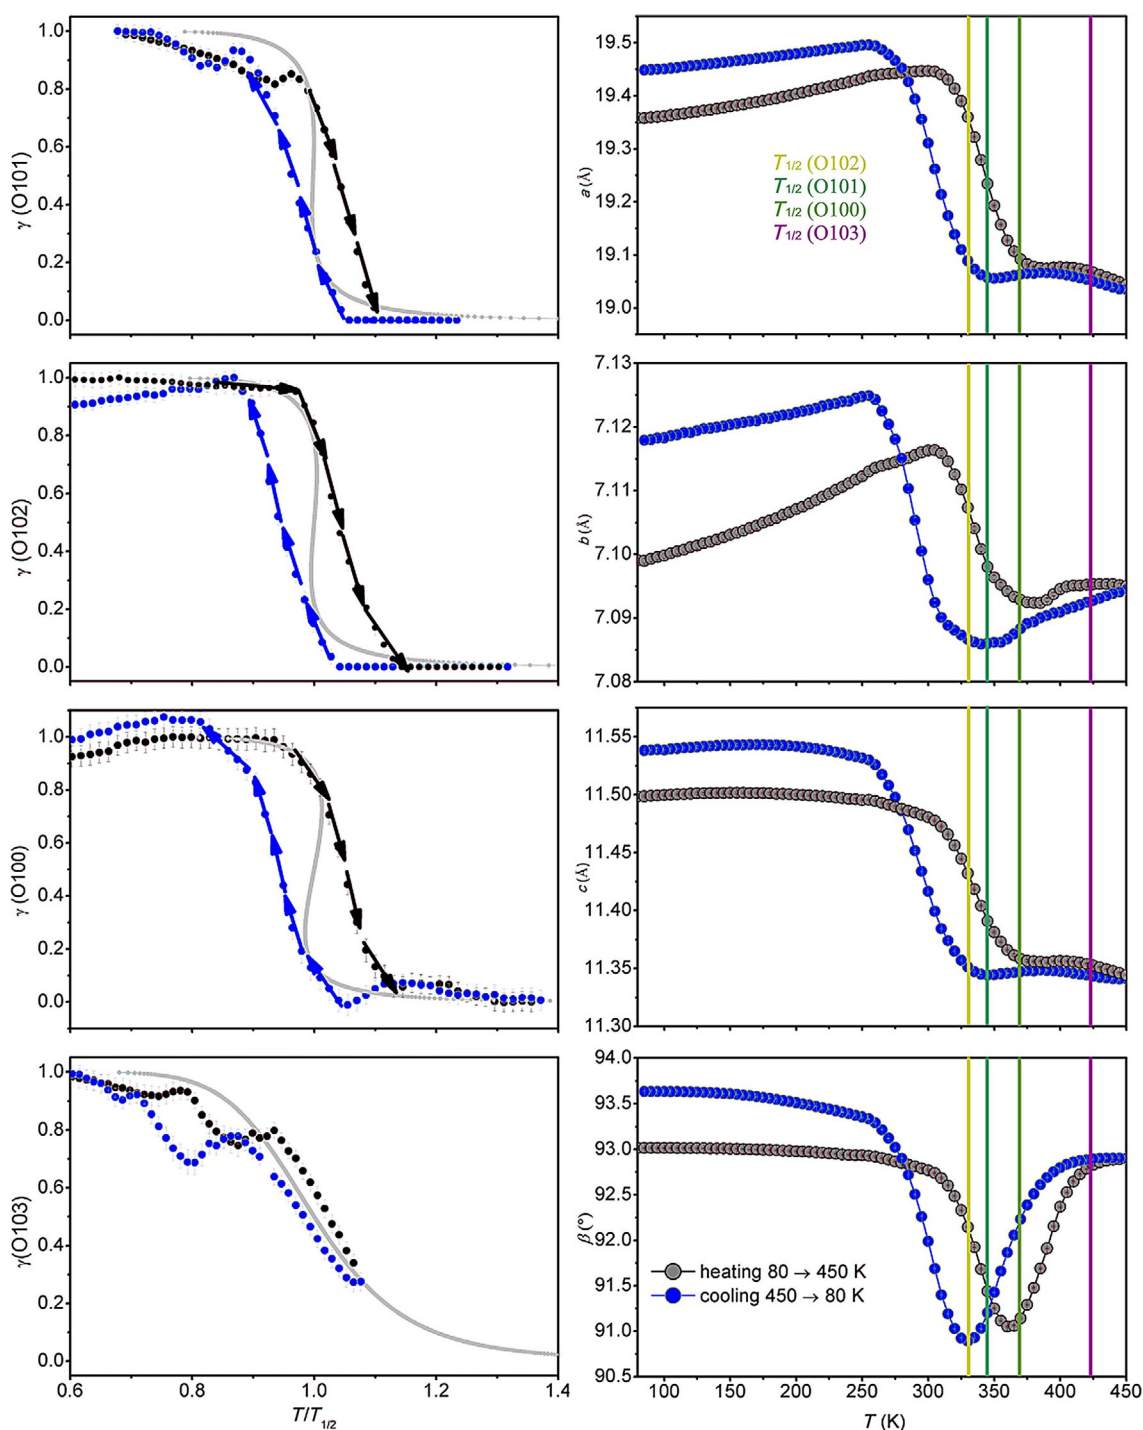 1.0
0.8
0.6
0.4
0.2
0.0
γ (O101)
1.0
0.8
0.6
0.4
0.2
0.0
γ (O102)
1.0
0.8
0.6
0.4
0.2
0.0
γ (O100)
1.0
0.8
0.6
0.4
0.2
0.0
γ(O103)
0.6 0.8 1.0 1.2 1.4
T/T1/2
19.5
19.4
19.3
19.2
19.1
19.0
a (Å)
T1/2 (O102)
T1/2 (O101)
T1/2 (O100)
T1/2 (O103)
7.13
7.12
7.11
7.10
7.09
7.08
b (Å)
11.55
11.50
11.45
11.40
11.35
11.30
c (Å)
94.0
93.5
93.0
92.5
92.0
91.5
91.0
90.5
β (°)
heating 80 → 450 K
cooling 450 → 80 K
100 150 200 250 300 350 400 450
T (K)